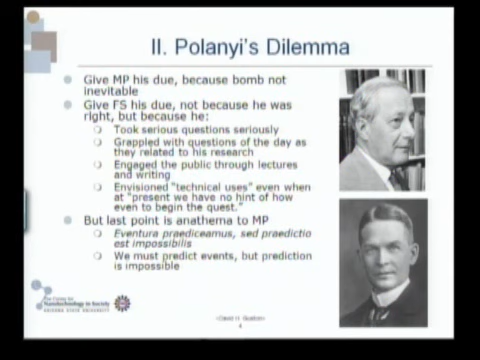 II. Polanyi's Dilemma
Give MP his due, because bomb not
inevitable
Give FS his due, not because he was
right, but because he:
Took serious questions seriously
Grappled with questions of the day as
they related to his research
Engaged the public through lectures
and writing
Envisioned "technical uses" even when
at "present we have no hint of how
even to begin the quest."
But last point is anathema to MP
Eventura praediceamus, sed praedictio
est impossibilis
We must predict events, but prediction
is impossible
The Center for
Nanotechnology in Society
ARIZONA STATE UNIVERSITY
<David H. Guston>
4